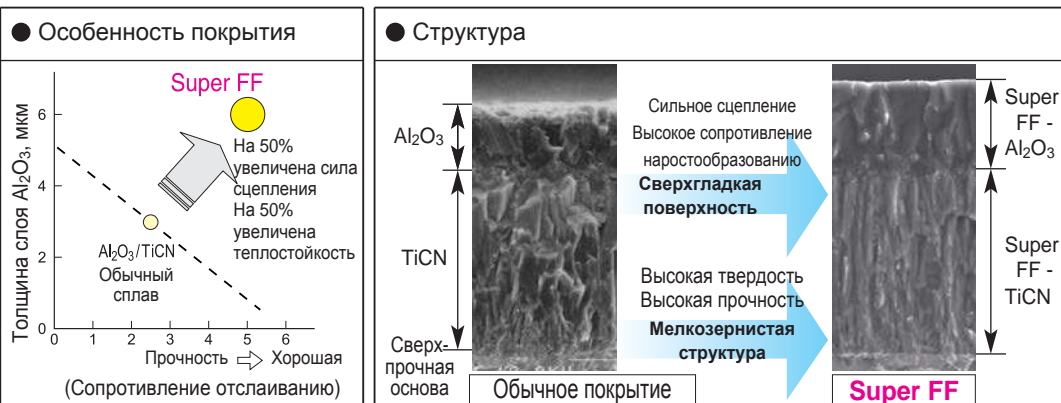 ● Особенность покрытия
Super FF
Толщина слоя Al₂O₃, мкм
6
4
2
0
На 50%
увеличена сила
сцепления
На 50%
увеличена
теплостойкость
Al₂O₃/TiCN
Обычный
сплав
0 1 2 3 4 5 6
Прочность ⇨ Хорошая
(Сопротивление отслаиванию)
● Структура
Al₂O₃
TiCN
Сверх-
прочная
основа
Обычное покрытие
Сильное сцепление
Высокое сопротивление
наростообразованию
Сверхгладкая
поверхность
Высокая твердость
Высокая прочность
Мелкозернистая
структура
Super
FF -
Al₂O₃
Super
FF -
TiCN
Super FF